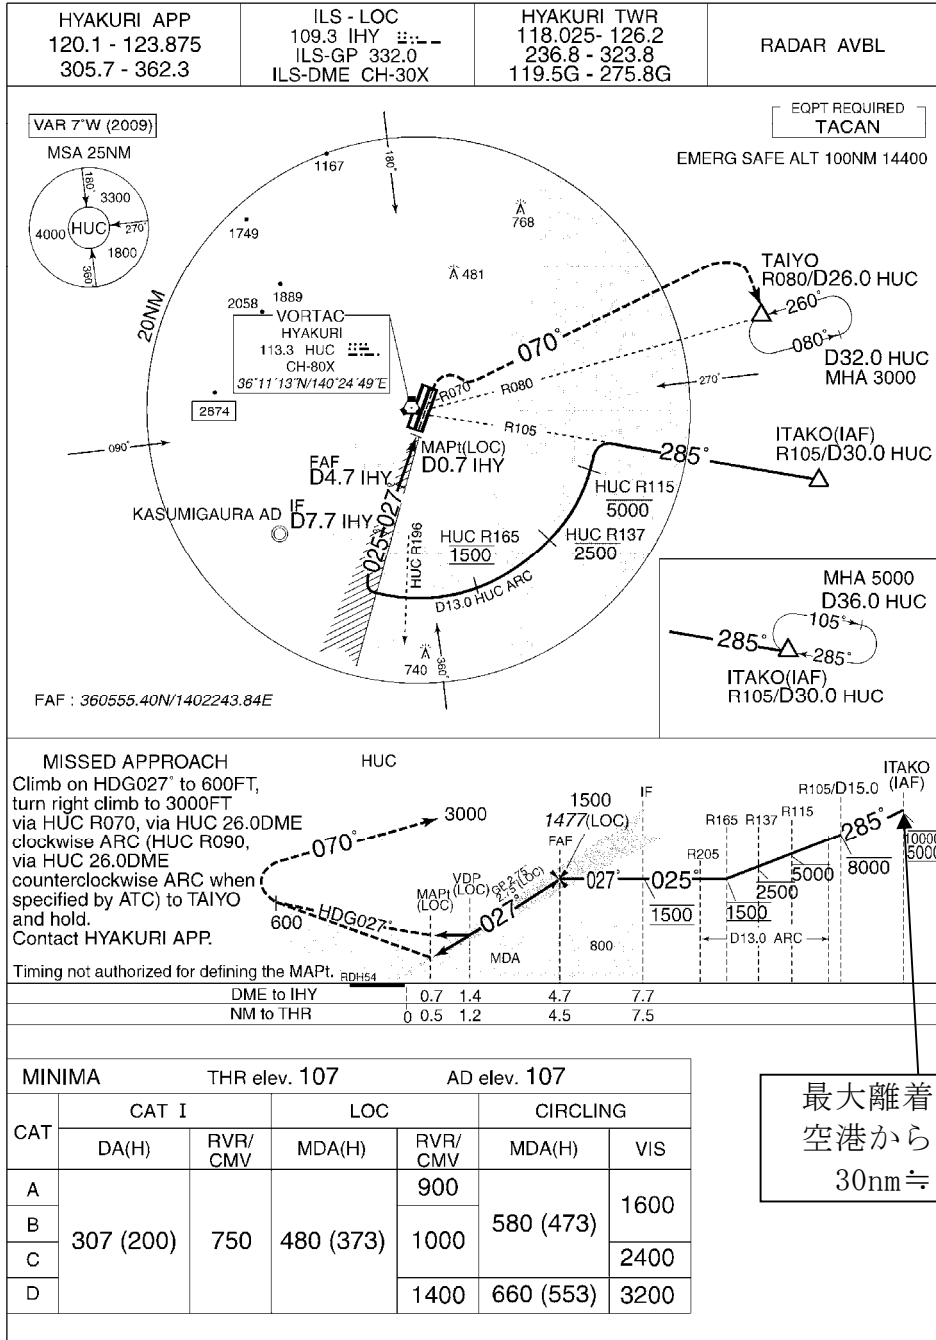 HYAKURI APP
120.1 - 123.875
305.7 - 362.3
ILS - LOC
109.3 IHY
ILS-GP 332.0
ILS-DME CH-30X
HYAKURI TWR
118.025- 126.2
236.8 - 323.8
119.5G - 275.8G
RADAR AVBL
VAR 7°W (2009)
MSA 25NM
180°
3300
4000
HUC
270°
1800
360°
EQPT REQUIRED
TACAN
EMERG SAFE ALT 100NM 14400
180°
1167
1749
768
481
1889
2058
20NM
VORTAC
HYAKURI
113.3 HUC
CH-80X
36°11'13"N/140°24'49"E
2874
090°
TAIYO
R080/D26.0 HUC
260°
080°
D32.0 HUC
MHA 3000
070°
R070
R080
270°
R105
ITAKO(IAF)
R105/D30.0 HUC
285°
MAPt(LOC)
D0.7 IHY
FAF
D4.7 IHY
HUC R115
5000
KASUMIGAURA AD
IF
D7.7 IHY
025°-027°
HUC R196
HUC R165
1500
HUC R137
2500
D13.0 HUC ARC
740
360°
MHA 5000
D36.0 HUC
105°
285°
285°
ITAKO(IAF)
R105/D30.0 HUC
FAF : 360555.40N/1402243.84E
MISSED APPROACH
Climb on HDG027° to 600FT,
turn right climb to 3000FT
via HUC R070, via HUC 26.0DME
clockwise ARC (HUC R090,
via HUC 26.0DME
counterclockwise ARC when
specified by ATC) to TAIYO
and hold.
Contact HYAKURI APP.
Timing not authorized for defining the MAPt.
HUC
3000
070°
600
HDG027°
MAPt
(LOC)
VDP
(LOC)
027°
1500
1477(LOC)
FAF
IF
027°
025°
1500
R205
R165
R137
R115
R105/D15.0
ITAKO
(IAF)
285°
10000
5000
8000
5000
2500
1500
D13.0 ARC
MDA
800
RDH54
DME to IHY 0.7 1.4 4.7 7.7
NM to THR 0 0.5 1.2 4.5 7.5
MINIMA THR elev. 107 AD elev. 107
CAT
CAT I
LOC
CIRCLING
DA(H)
RVR/
CMV
MDA(H)
RVR/
CMV
MDA(H)
VIS
A
B
C
D
307 (200)
750
480 (373)
900
1000
1400
580 (473)
660 (553)
1600
2400
3200
最大離着
空港から
30nm≒